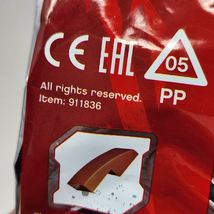 CE EAC 05
PP
All rights reserved.
Item: 911836